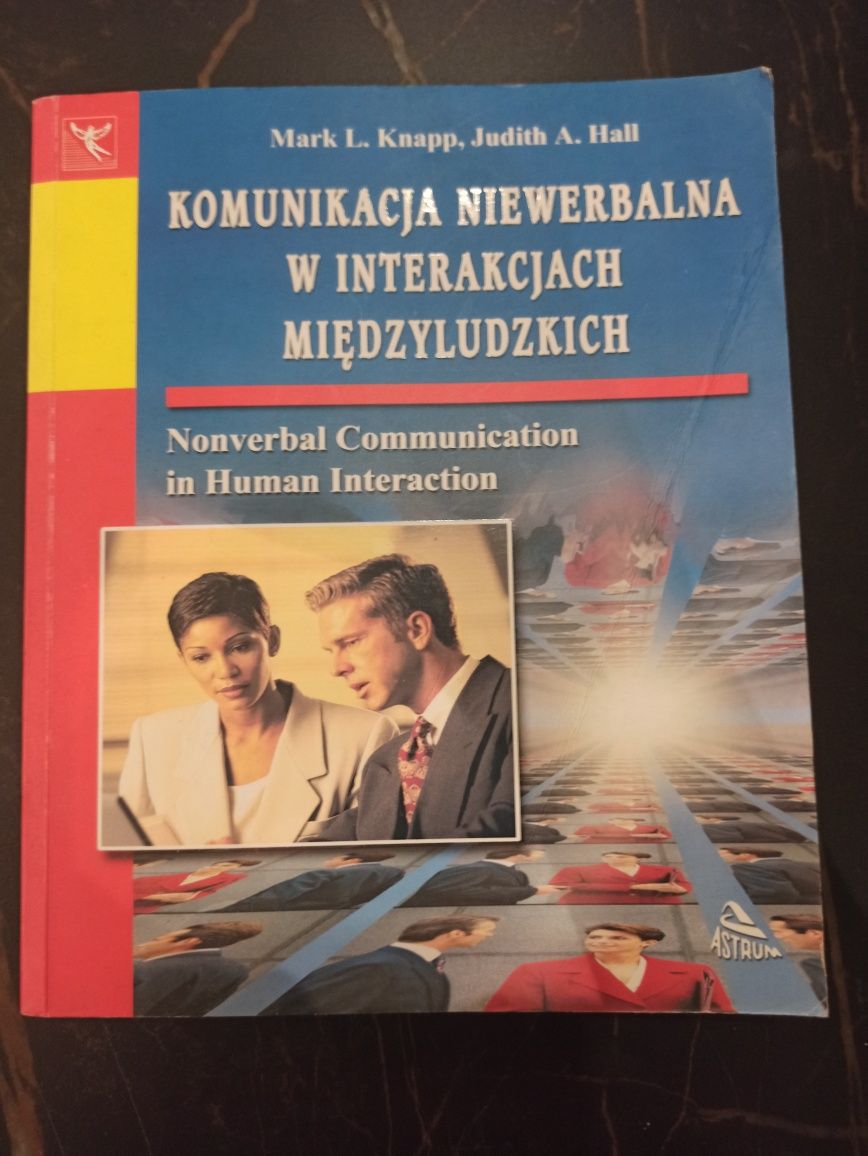 Mark L. Knapp, Judith A. Hall
KOMUNIKACJA NIEWERBALNA
W INTERAKCJACH
MIĘDZYLUDZKICH
Nonverbal Communication
in Human Interaction
ASTRUM